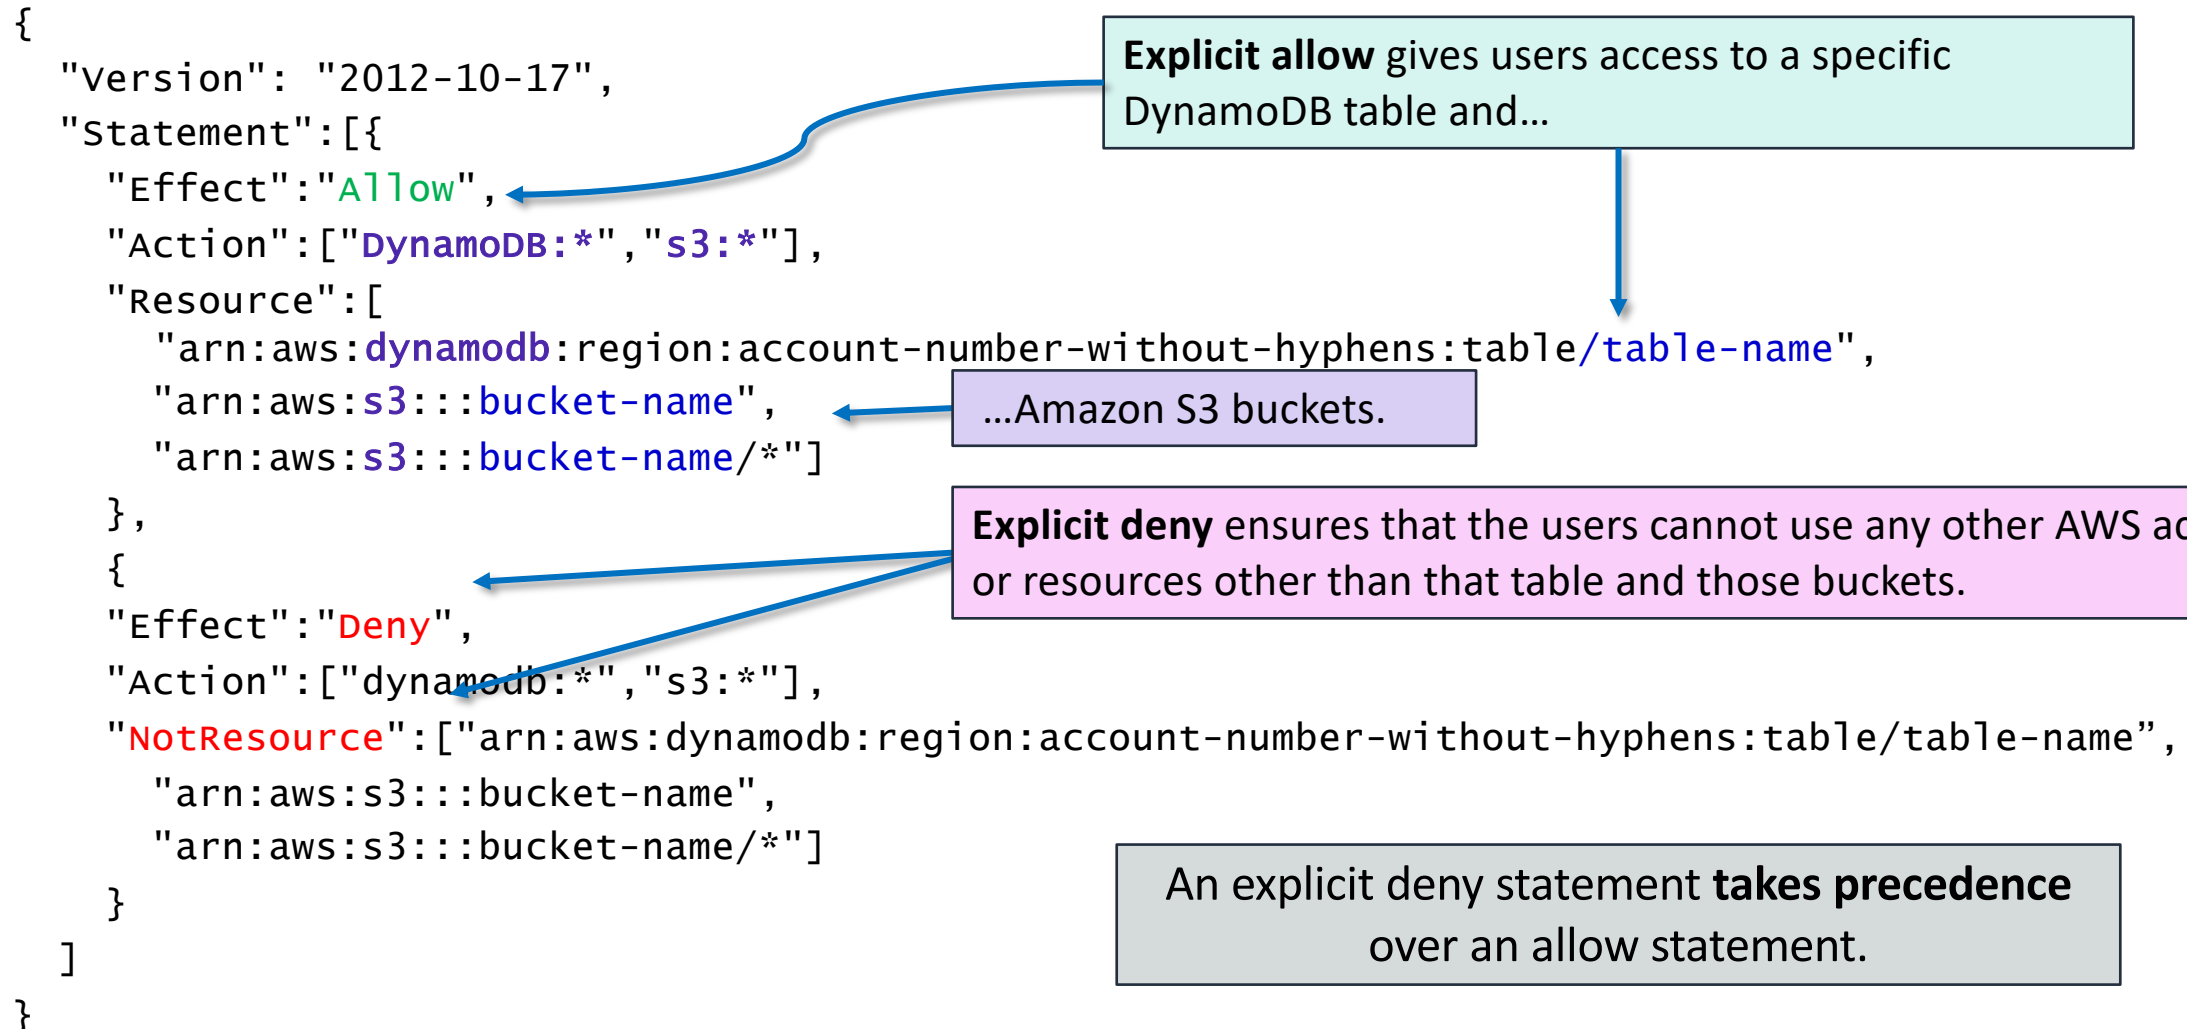 {
"Version": "2012-10-17",
"Statement":[{
"Effect":"Allow",
"Action":["DynamoDB:*","s3:*"],
"Resource":[
"arn:aws:dynamodb:region:account-number-without-hyphens:table/table-name",
"arn:aws:s3:::bucket-name",
"arn:aws:s3:::bucket-name/*"]
},
{
"Effect":"Deny",
"Action":["dynamodb:*","s3:*"],
"NotResource":["arn:aws:dynamodb:region:account-number-without-hyphens:table/table-name”,
"arn:aws:s3:::bucket-name",
"arn:aws:s3:::bucket-name/*"]
}
]
}
Explicit allow gives users access to a specific
DynamoDB table and…
…Amazon S3 buckets.
Explicit deny ensures that the users cannot use any other AWS
or resources other than that table and those buckets.
An explicit deny statement takes precedence
over an allow statement.